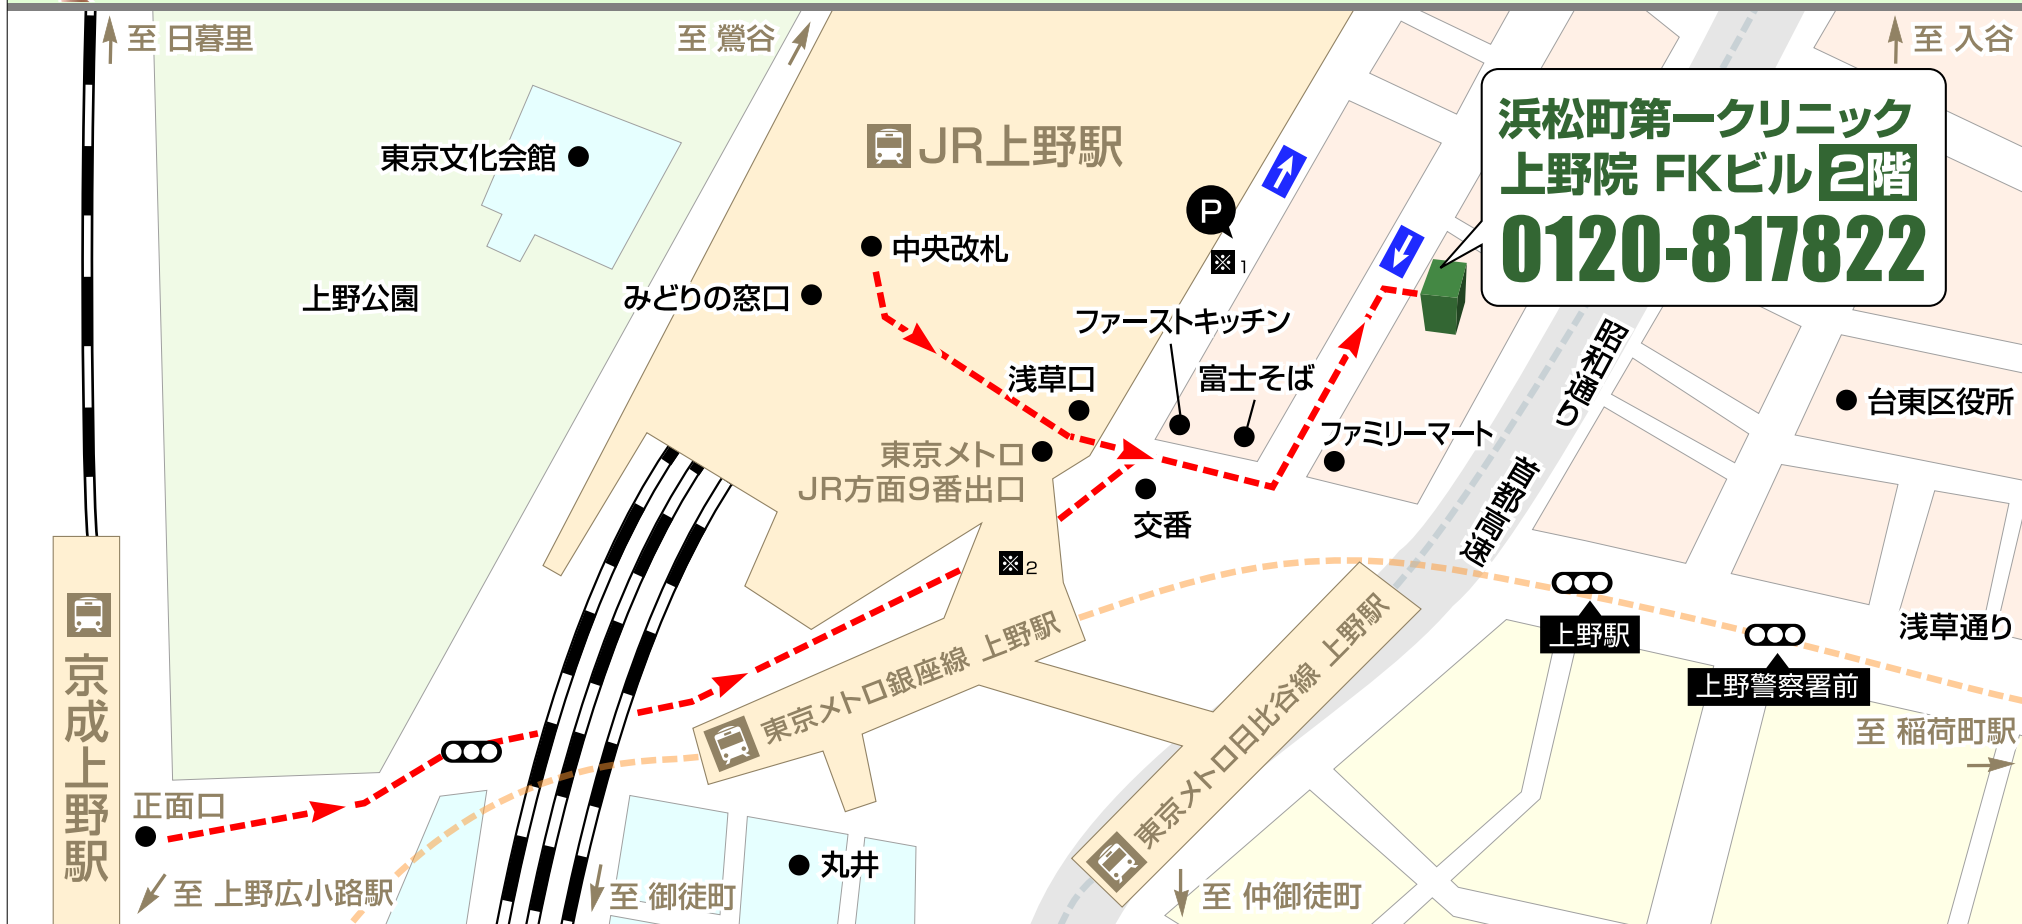 至 日暮里
至 鶯谷
至 入谷
浜松町第一クリニック
上野院 FKビル 2階
0120-817822
JR上野駅
東京文化会館
P
※1
中央改札
みどりの窓口
上野公園
ファーストキッチン
浅草口
富士そば
昭和通り
台東区役所
ファミリーマート
東京メトロ
JR方面9番出口
首都高速
交番
※2
上野駅
浅草通り
上野警察署前
東京メトロ銀座線 上野駅
東京メトロ日比谷線 上野駅
至 稲荷町駅
京成上野駅
正面口
丸井
至 上野広小路駅
至 御徒町
至 仲御徒町